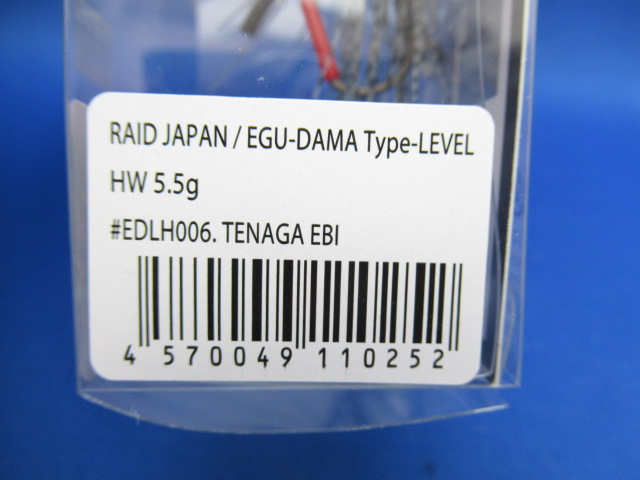 RAID JAPAN / EGU-DAMA Type-LEVEL
HW 5.5g
#EDLH006. TENAGA EBI
4 570049 110252